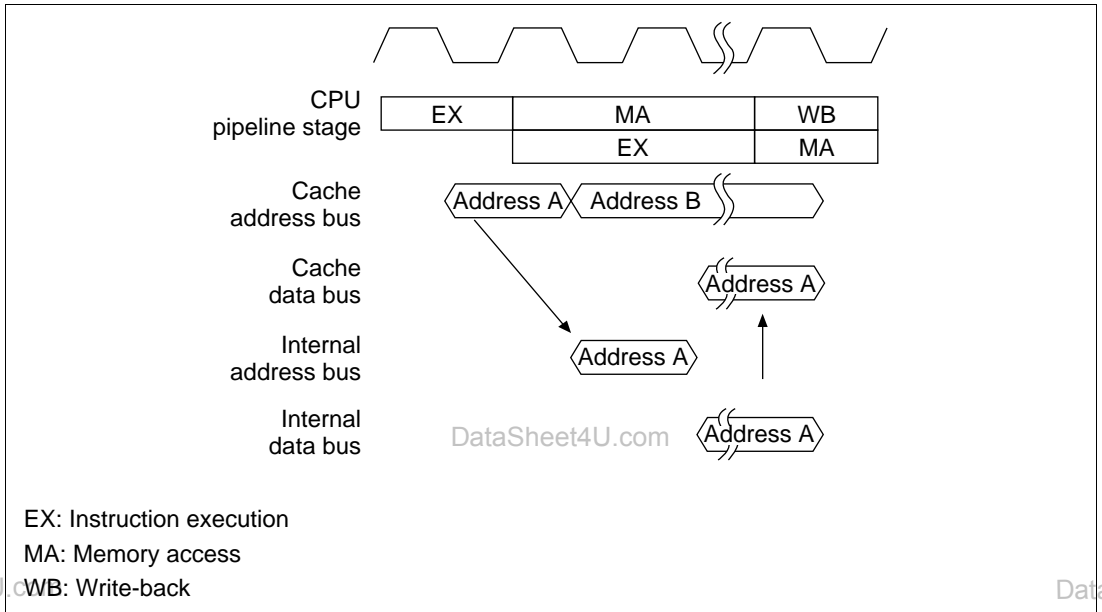 CPU
pipeline stage
EX MA WB
EX MA
Cache
address bus
Address A Address B
Cache
data bus
Address A
Internal
address bus
Address A
Internal
data bus
DataSheet4U.com
Address A
EX: Instruction execution
MA: Memory access
WB: Write-back